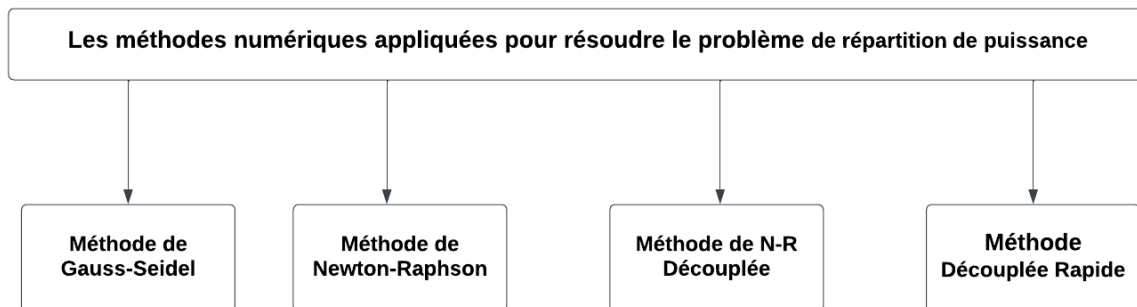 Les méthodes numériques appliquées pour résoudre le problème de répartition de puissance
Méthode de
Gauss-Seidel
Méthode de
Newton-Raphson
Méthode de N-R
Découplée
Méthode
Découplée Rapide